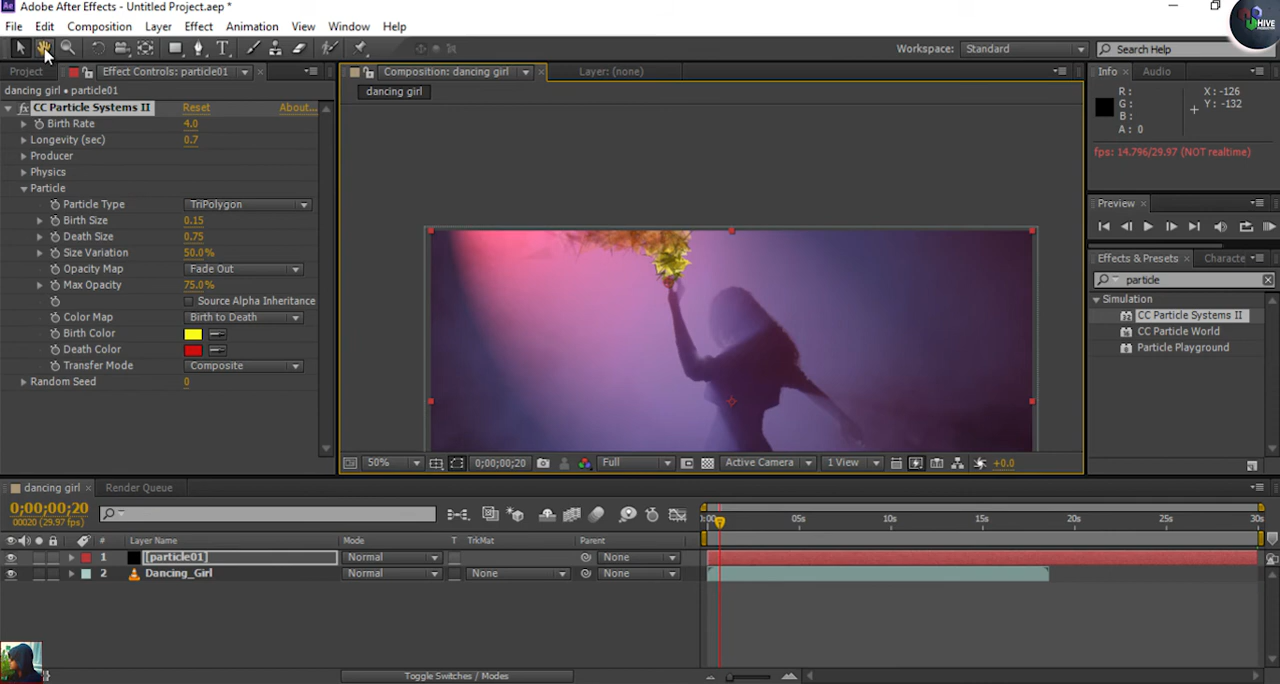 Ae Adobe After Effects - Untitled Project.aep *
File Edit Composition Layer Effect Animation View Window Help
HIVE
T Workspace: Standard Search Help
Project Effect Controls: particle01
dancing girl • particle01
fx CC Particle Systems II Reset About...
Birth Rate 4.0
Longevity (sec) 0.7
Producer
Physics
Particle
Particle Type TriPolygon
Birth Size 0.15
Death Size 0.75
Size Variation 50.0%
Opacity Map Fade Out
Max Opacity 75.0%
Source Alpha Inheritance
Color Map Birth to Death
Birth Color
Death Color
Transfer Mode Composite
Random Seed 0
Composition: dancing girl Layer: (none)
dancing girl
50% 0;00;00;20 Full Active Camera 1 View +0.0
Info Audio
R : X : -126
G : Y : -132
B :
A : 0
fps: 14.796/29.97 (NOT realtime)
Preview
Effects & Presets Characte
particle
Simulation
32 CC Particle Systems II
32 CC Particle World
Particle Playground
dancing girl Render Queue
0;00;00;20
00020 (29.97 fps)
# Layer Name Mode T TrkMat Parent
1 [particle01] Normal None
2 Dancing_Girl Normal None None
:00s 05s 10s 15s 20s 25s 30s
Toggle Switches / Modes